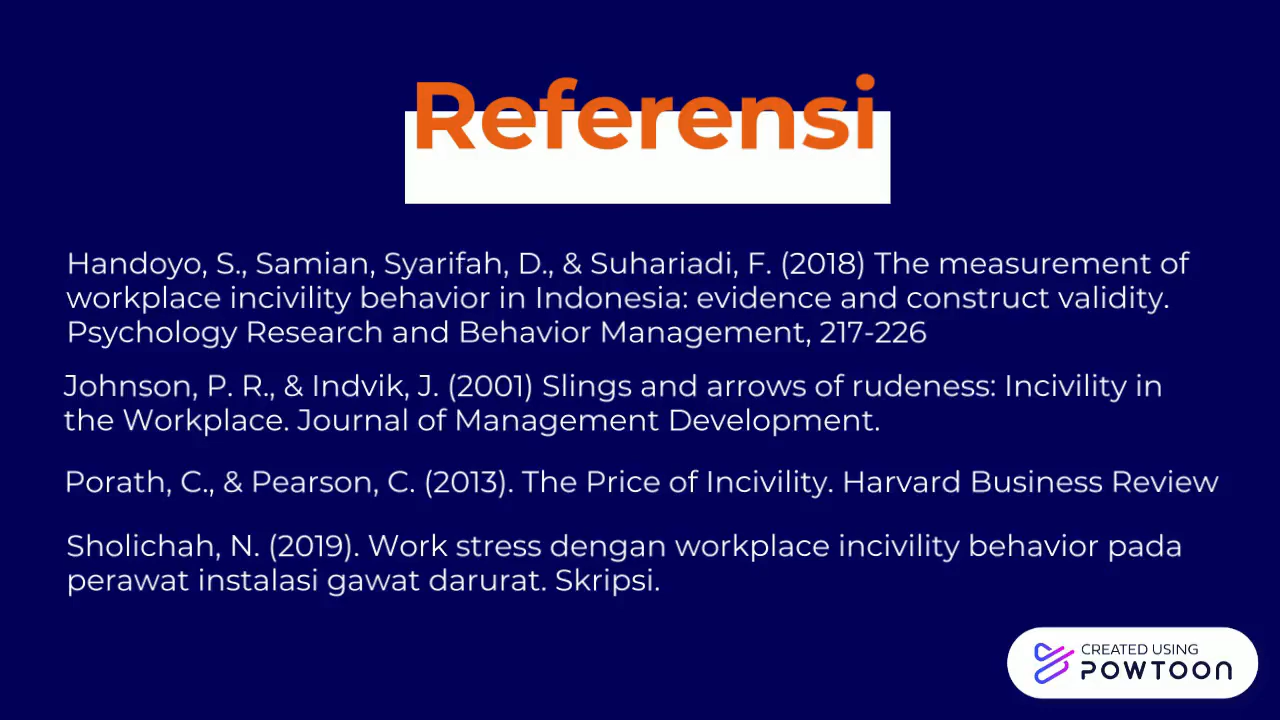 Referensi
Handoyo, S., Samian, Syarifah, D., & Suhariadi, F. (2018) The measurement of
workplace incivility behavior in Indonesia: evidence and construct validity.
Psychology Research and Behavior Management, 217-226
Johnson, P. R., & Indvik, J. (2001) Slings and arrows of rudeness: Incivility in
the Workplace. Journal of Management Development.
Porath, C., & Pearson, C. (2013). The Price of Incivility. Harvard Business Review
Sholichah, N. (2019). Work stress dengan workplace incivility behavior pada
perawat instalasi gawat darurat. Skripsi.
CREATED USING
POWTOON